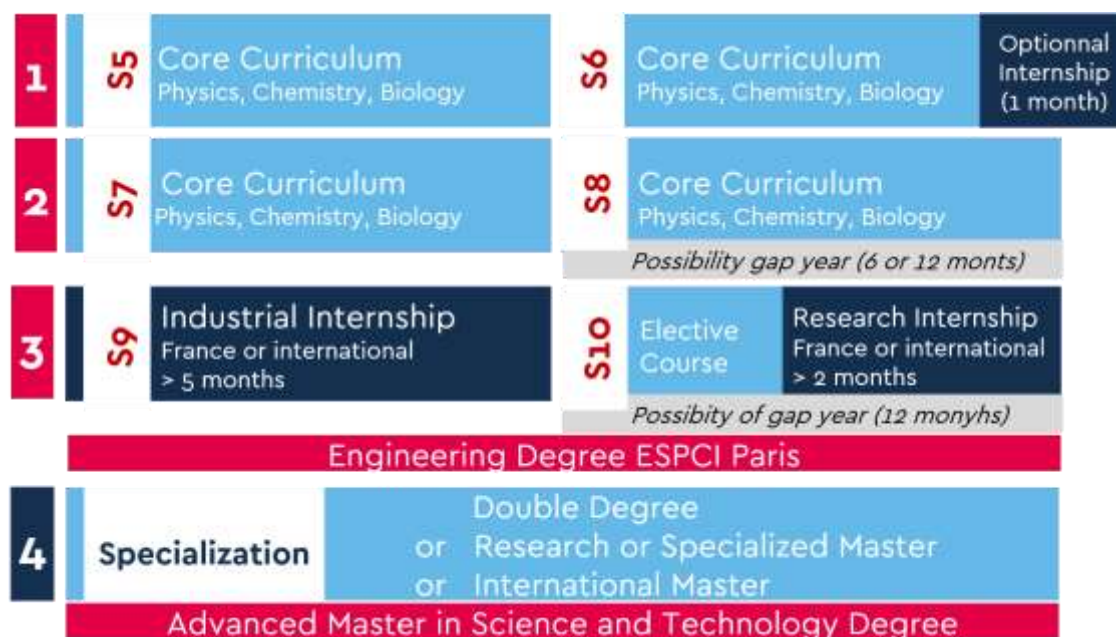 1
S5
Core Curriculum
Physics, Chemistry, Biology
S6
Core Curriculum
Physics, Chemistry, Biology
Optionnal
Internship
(1 month)
2
S7
Core Curriculum
Physics, Chemistry, Biology
S8
Core Curriculum
Physics, Chemistry, Biology
Possibility gap year (6 or 12 monts)
3
S9
Industrial Internship
France or international
> 5 months
S10
Elective
Course
Research Internship
France or international
> 2 months
Possibity of gap year (12 monyhs)
Engineering Degree ESPCI Paris
4
Specialization
Double Degree
or Research or Specialized Master
or International Master
Advanced Master in Science and Technology Degree